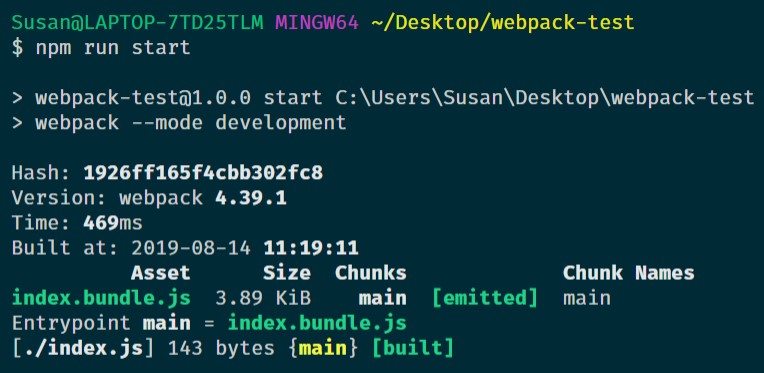 Susan@LAPTOP-7TD25TLM MINGW64 ~/Desktop/webpack-test
$ npm run start
> webpack-test@1.0.0 start C:\Users\Susan\Desktop\webpack-test
> webpack --mode development
Hash: 1926ff165f4cbb302fc8
Version: webpack 4.39.1
Time: 469ms
Built at: 2019-08-14 11:19:11
Asset Size Chunks Chunk Names
index.bundle.js 3.89 KiB main [emitted] main
Entrypoint main = index.bundle.js
[./index.js] 143 bytes {main} [built]